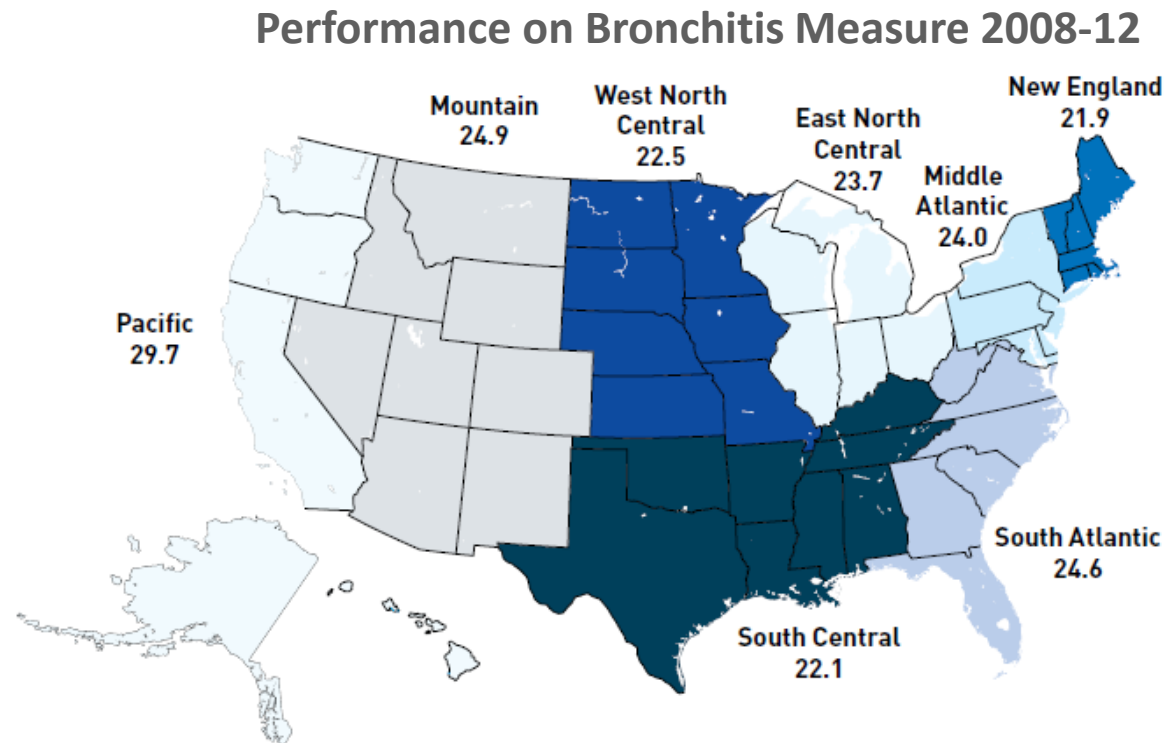 Performance on Bronchitis Measure 2008-12
New England
21.9
West North
Central
22.5
Mountain
24.9
East North
Central
23.7
Middle
Atlantic
24.0
Pacific
29.7
South Atlantic
24.6
South Central
22.1